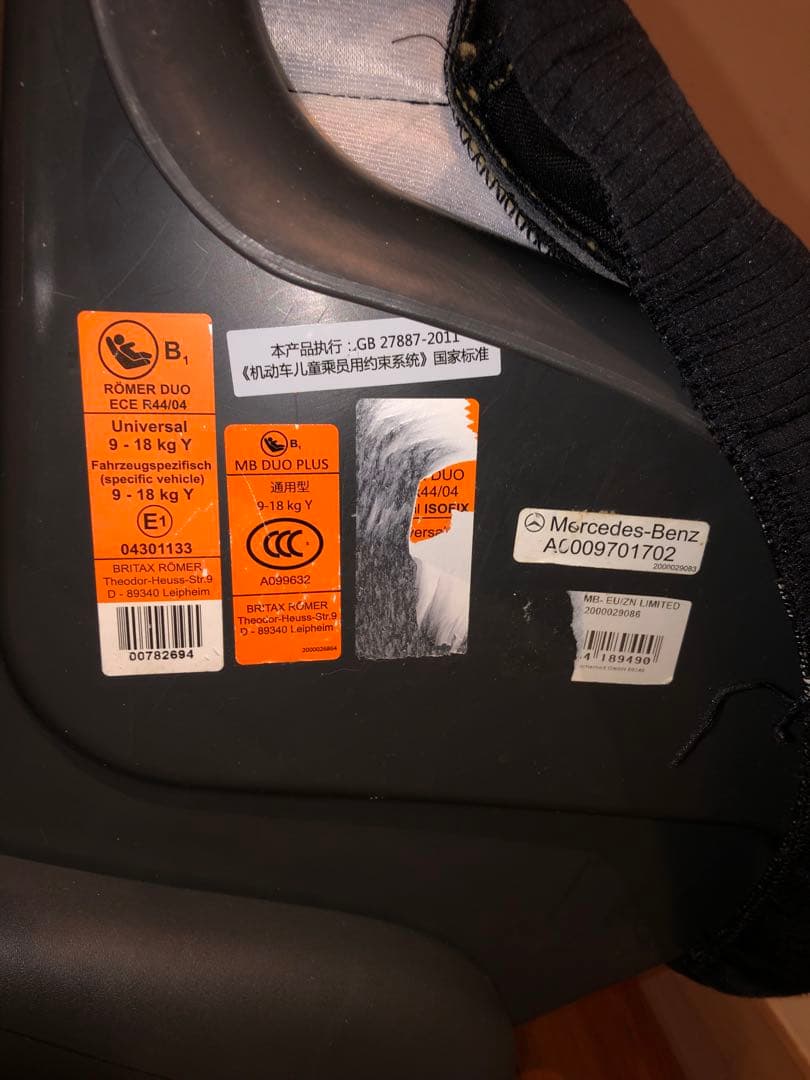 B1
RÖMER DUO
ECE R44/04
Universal
9 - 18 kg Y
Fahrzeugspezifisch
(specific vehicle)
9 - 18 kg Y
E1
04301133
BRITAX RÖMER
Theodor-Heuss-Str.9
D - 89340 Leipheim
00782694
本产品执行:GB 27887-2011
《机动车儿童乘员用约束系统》国家标准
B1
MB DUO PLUS
通用型
9-18 kg Y
CCC
A099632
BRITAX RÖMER
Theodor-Heuss-Str.9
D - 89340 Leipheim
2000026864
DUO
R44/04
ISOFIX
Mercedes-Benz
A0009701702
2000029083
MB- EU/ZN LIMITED
2000029086
4189490